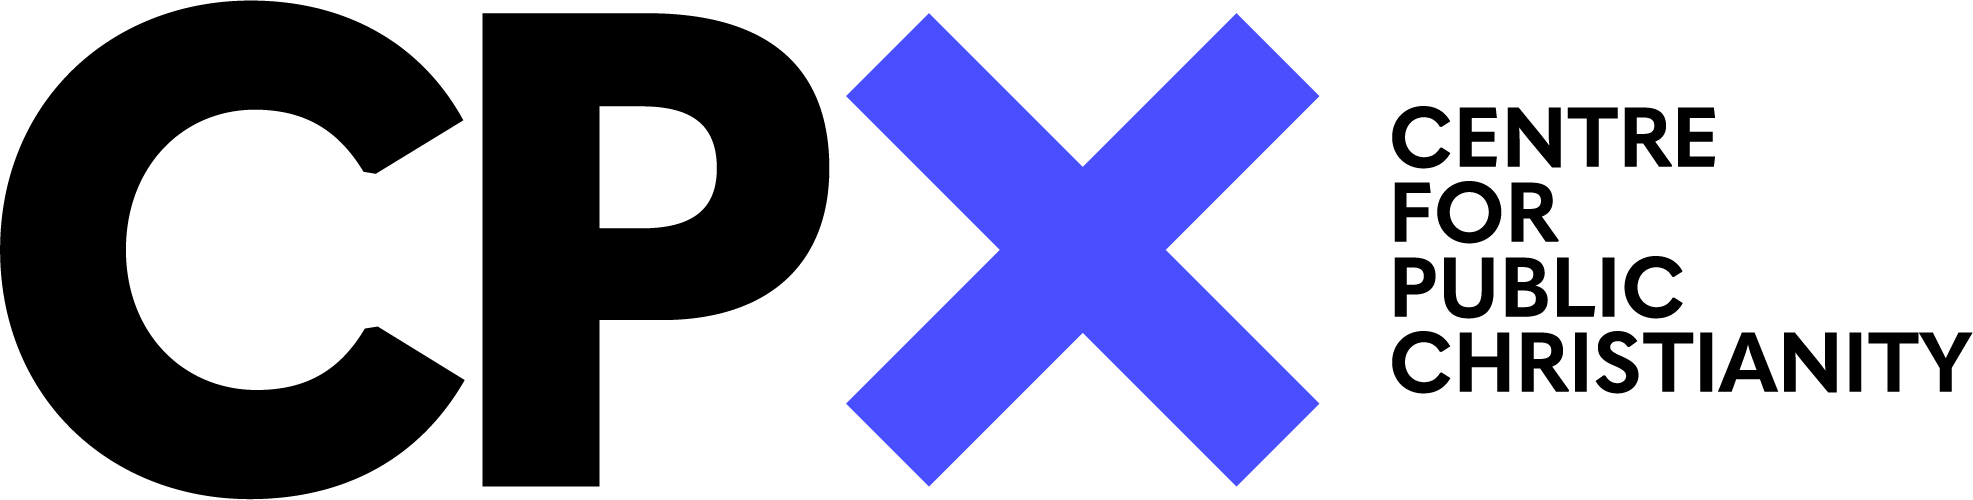 CPX
CENTRE
FOR
PUBLIC
CHRISTIANITY